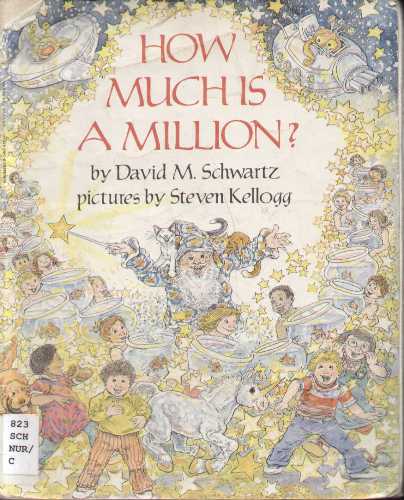 HOW
MUCH IS
A MILLION?
by David M. Schwartz
pictures by Steven Kellogg
823
SCH
NUR/
C